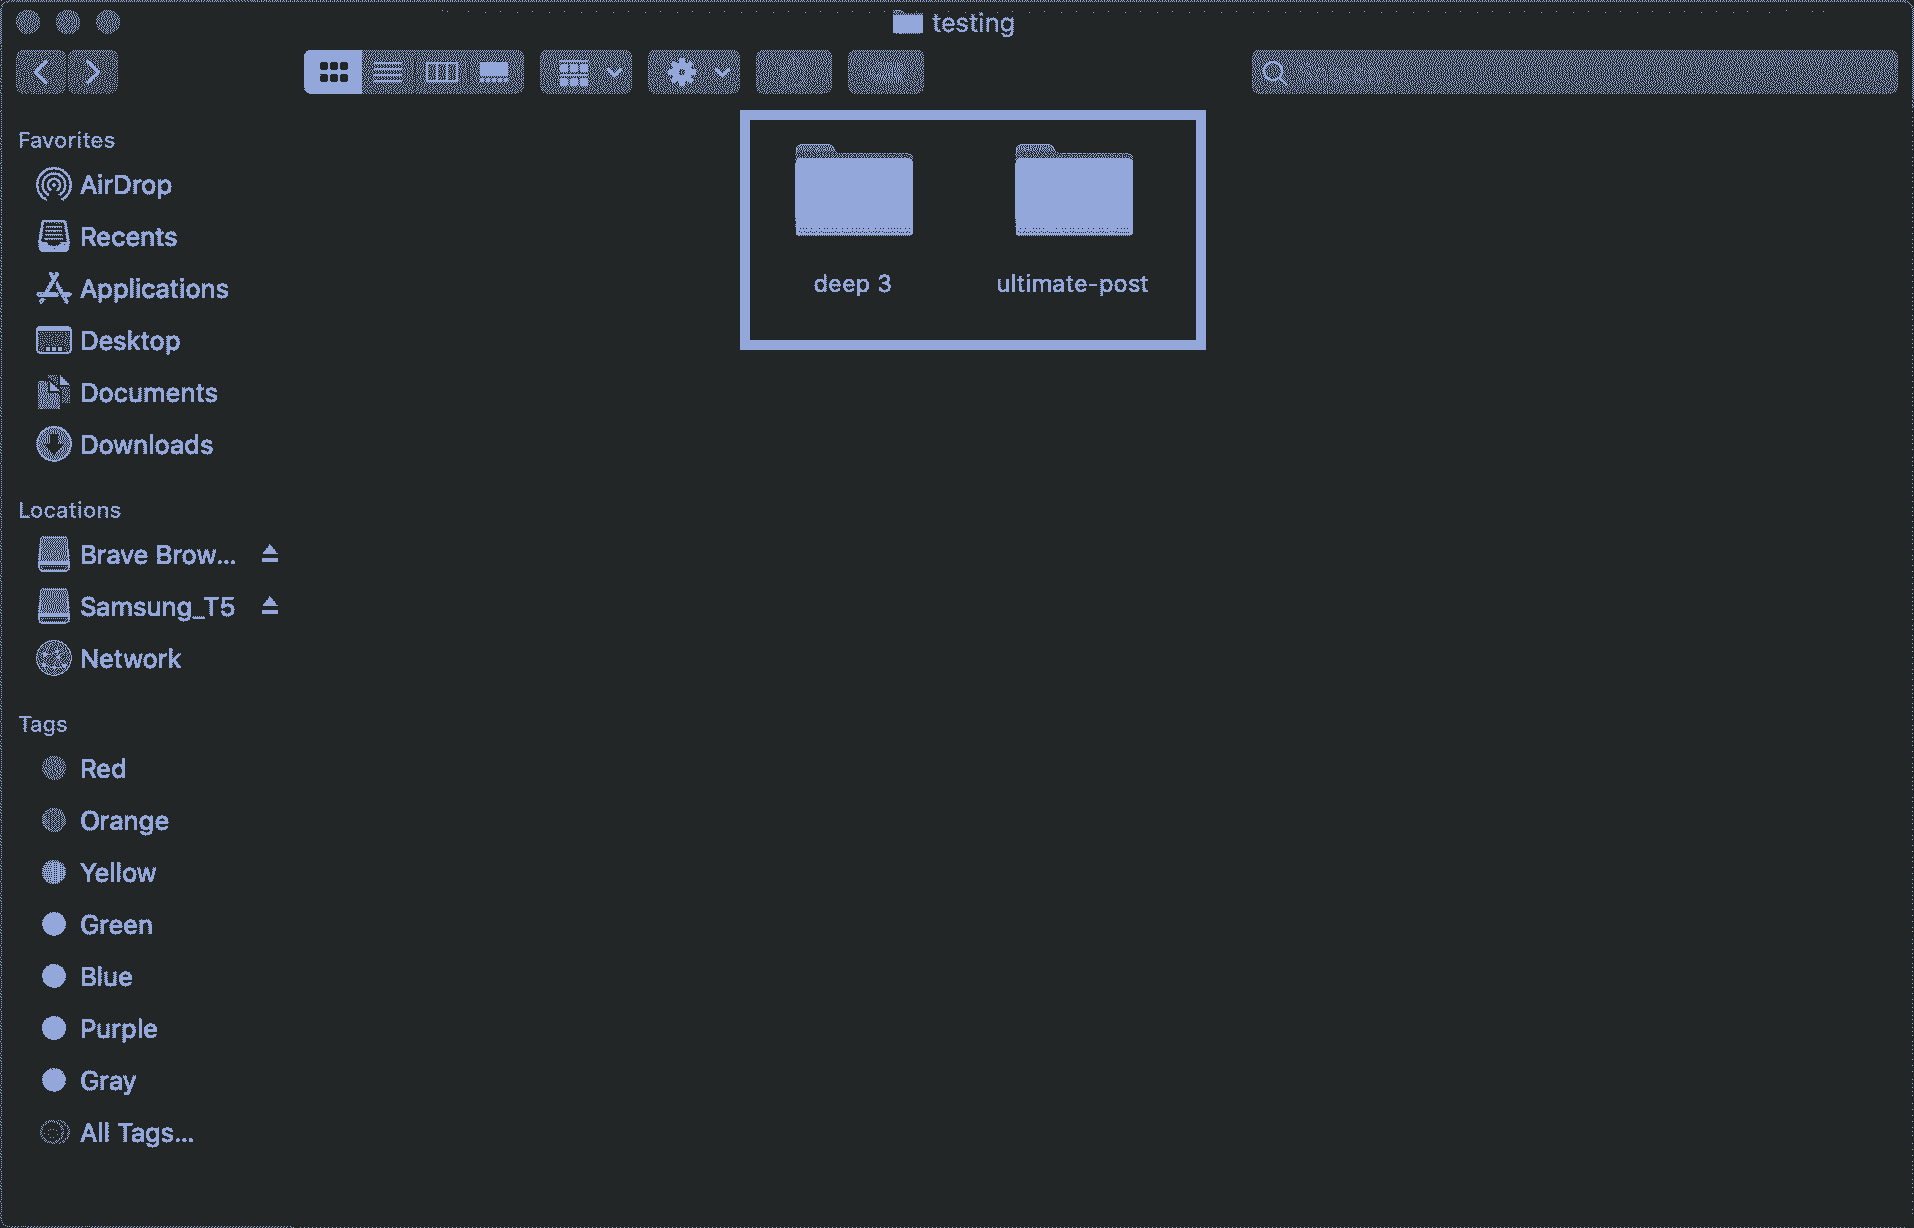 testing
Favorites
AirDrop
Recents
Applications
Desktop
Documents
Downloads
Locations
Brave Brow...
Samsung_T5
Network
Tags
Red
Orange
Yellow
Green
Blue
Purple
Gray
All Tags...
deep 3
ultimate-post